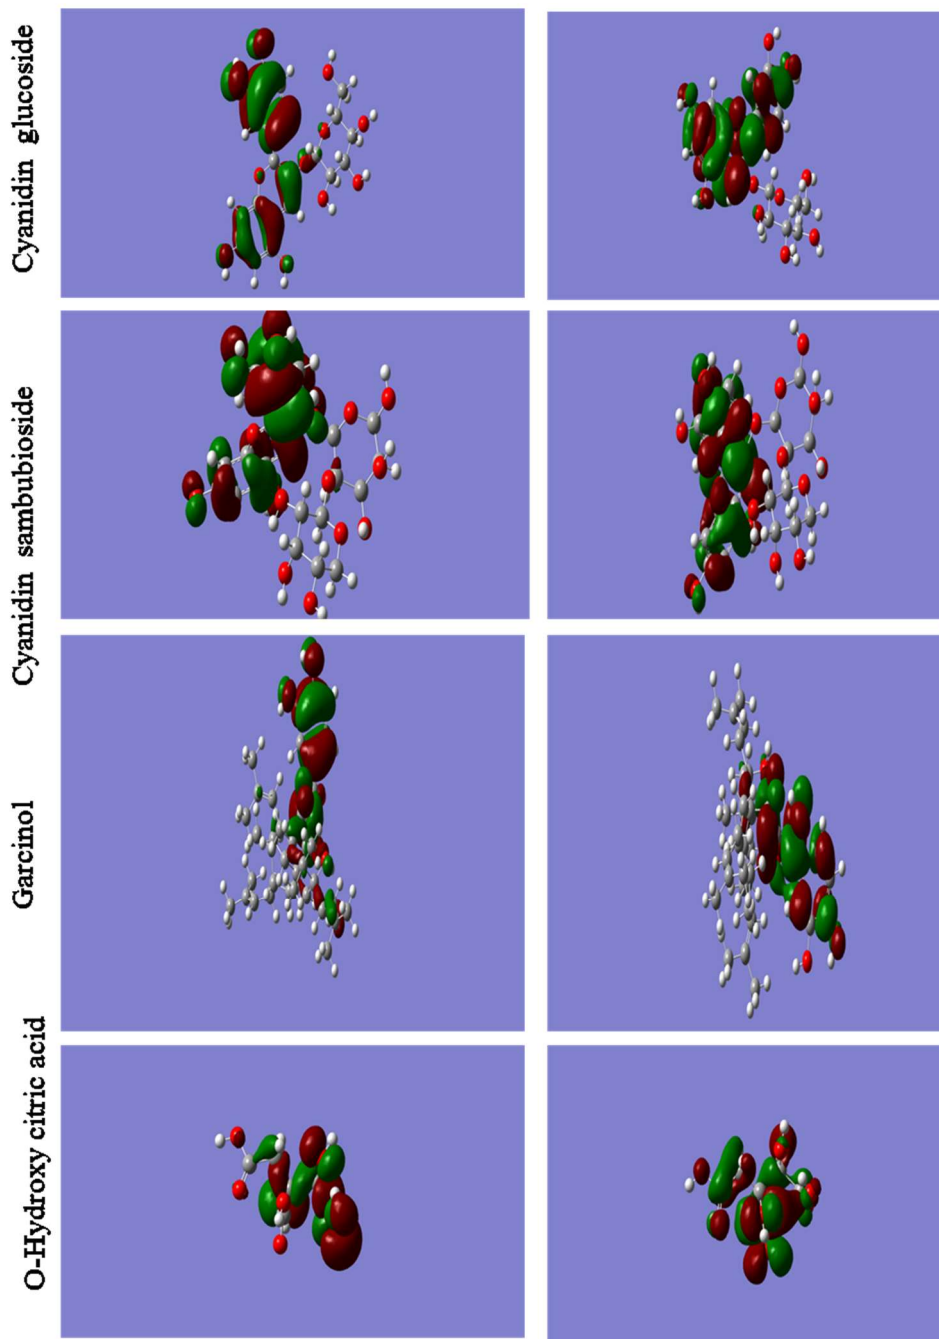 Cyanidin glucoside
Cyanidin sambubioside
Garcinol
O-Hydroxy citric acid